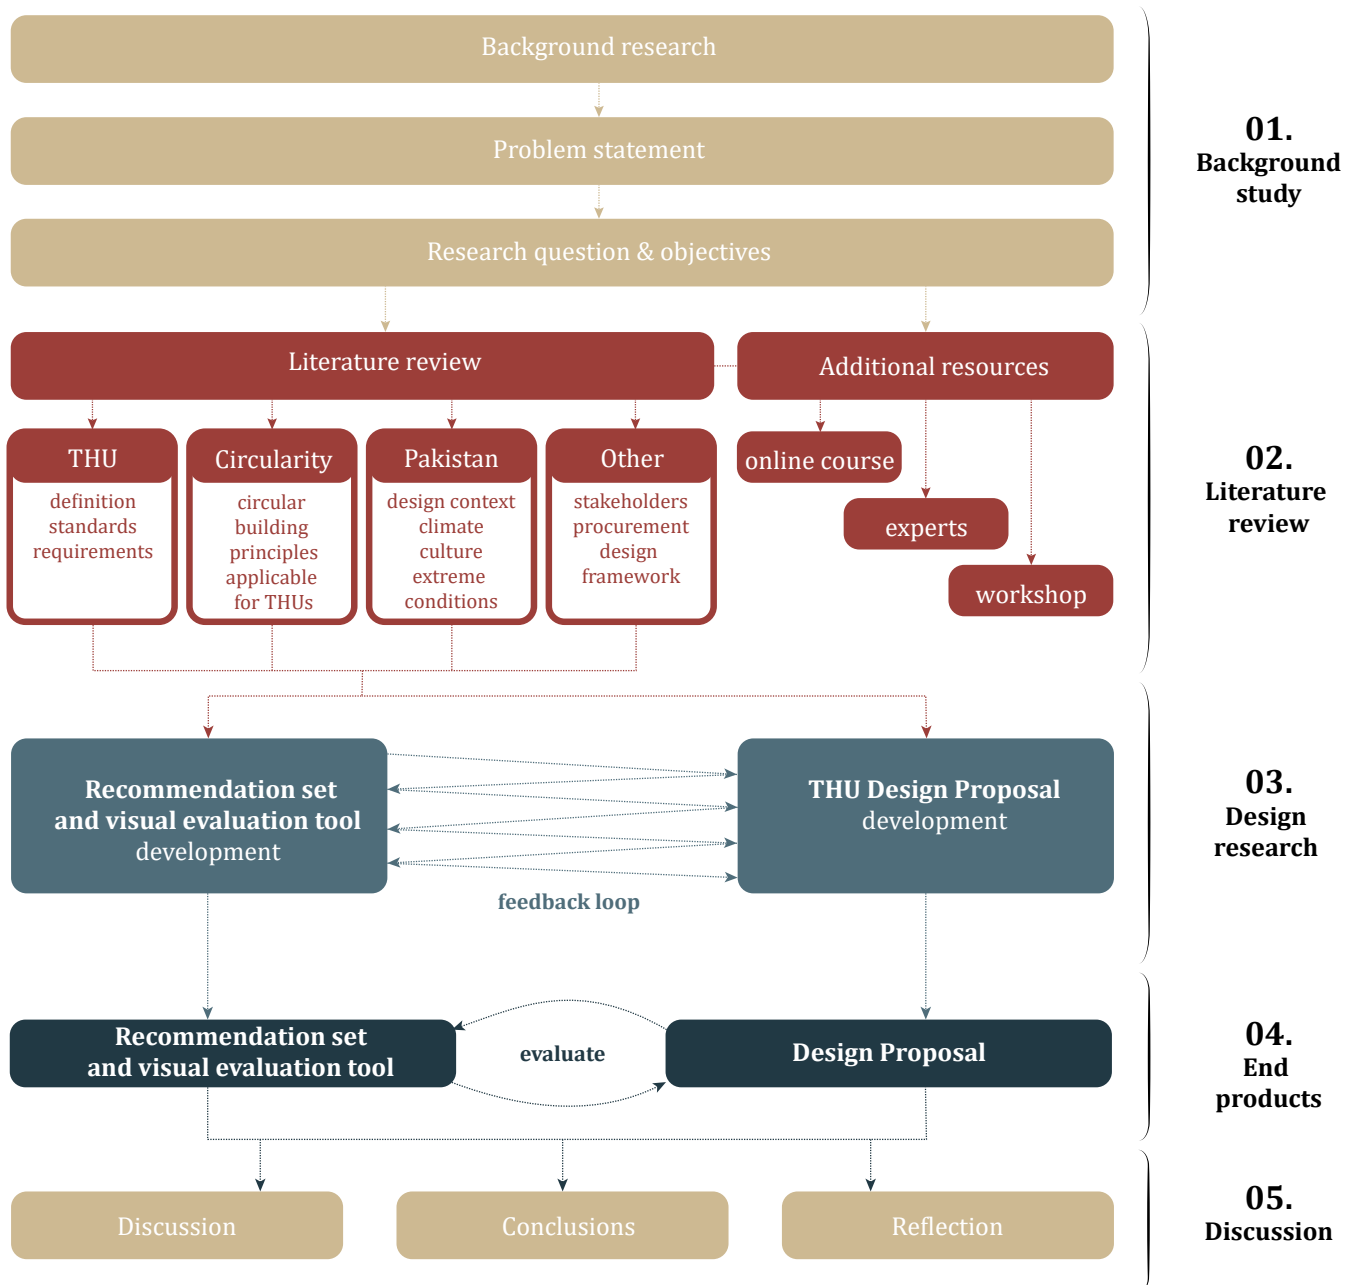 Background research
Problem statement
Research question & objectives
01.
Background
study
Literature review
Additional resources
THU
definition
standards
requirements
Circularity
circular
building
principles
applicable
for THUs
Pakistan
design context
climate
culture
extreme
conditions
Other
stakeholders
procurement
design
framework
online course
experts
workshop
02.
Literature
review
Recommendation set
and visual evaluation tool
development
THU Design Proposal
development
feedback loop
03.
Design
research
Recommendation set
and visual evaluation tool
evaluate
Design Proposal
04.
End
products
Discussion
Conclusions
Reflection
05.
Discussion